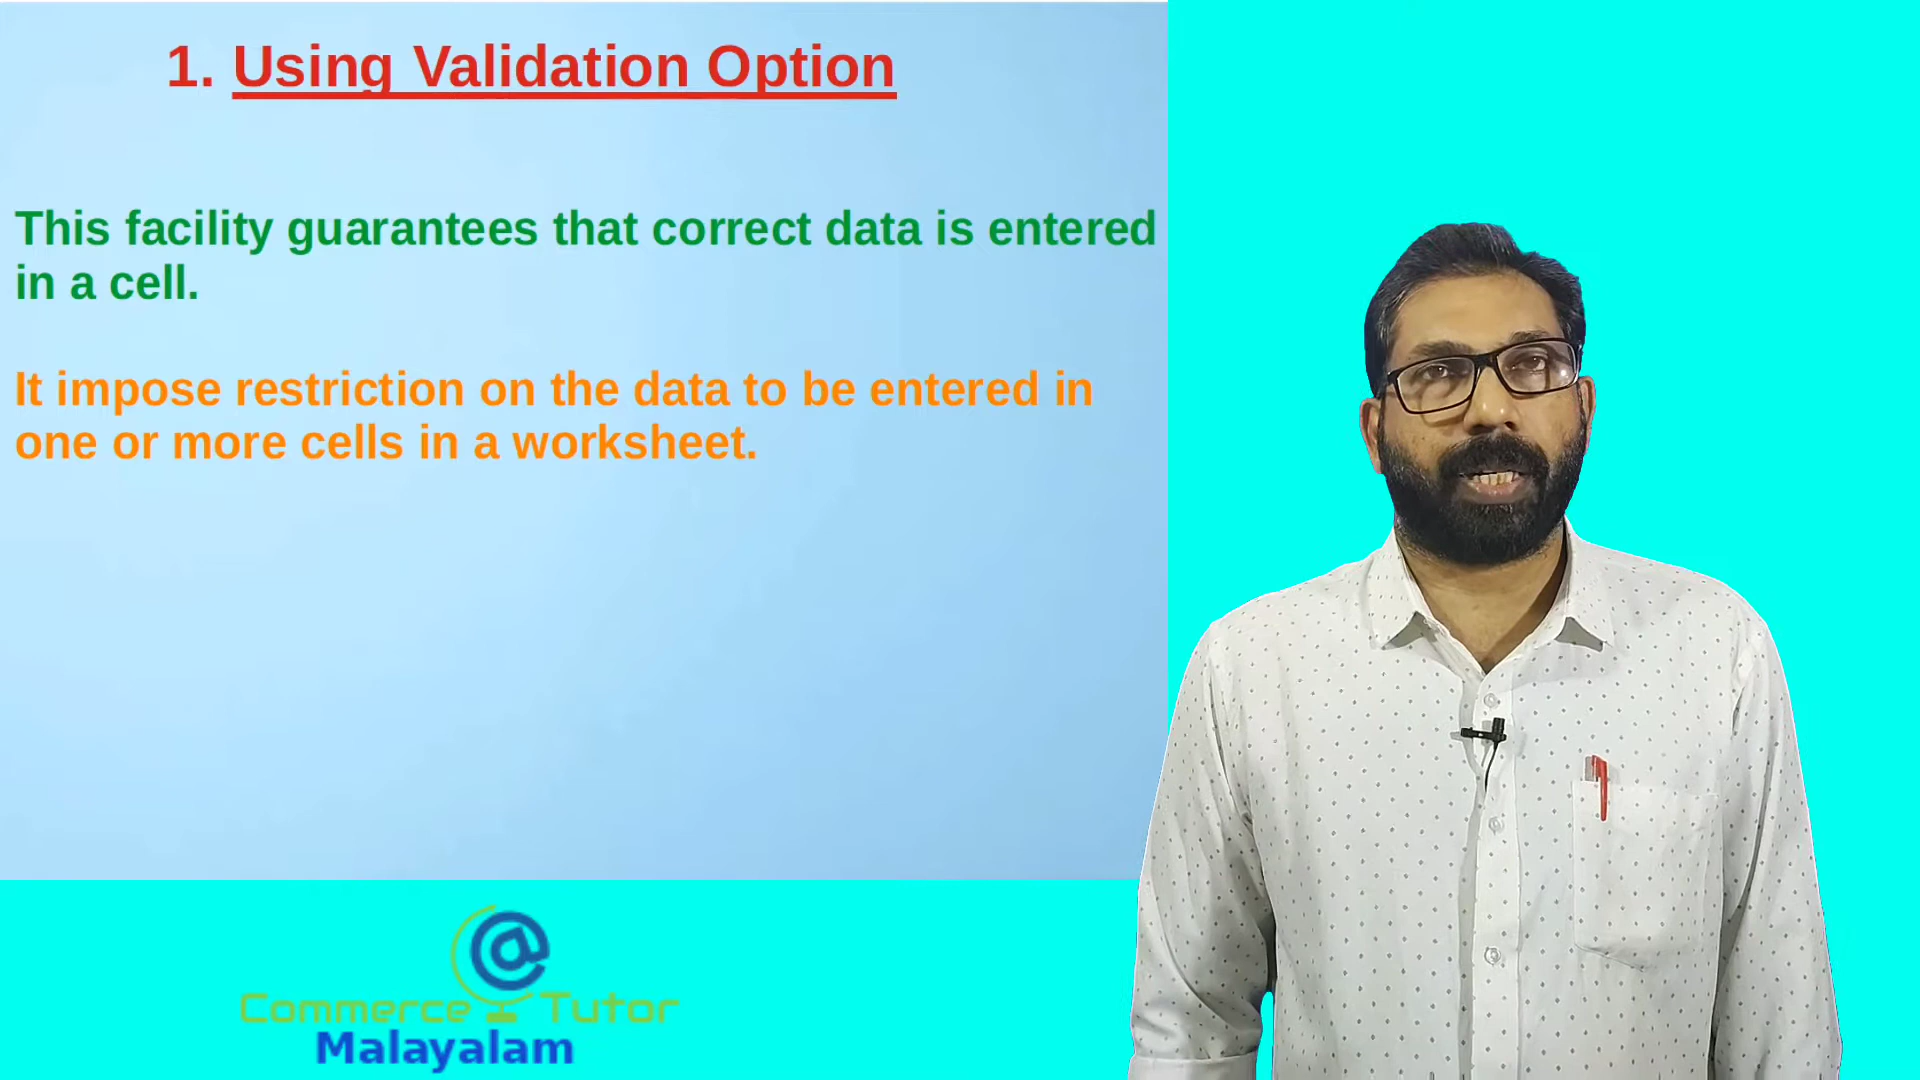 1. Using Validation Option
This facility guarantees that correct data is entered
in a cell.
It impose restriction on the data to be entered in
one or more cells in a worksheet.
@
Commerce Tutor
Malayalam